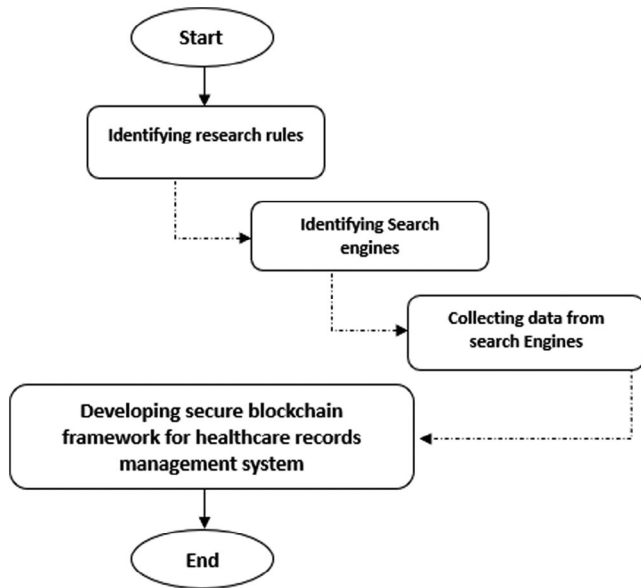 Start
Identifying research rules
Identifying Search
engines
Collecting data from
search Engines
Developing secure blockchain
framework for healthcare records
management system
End